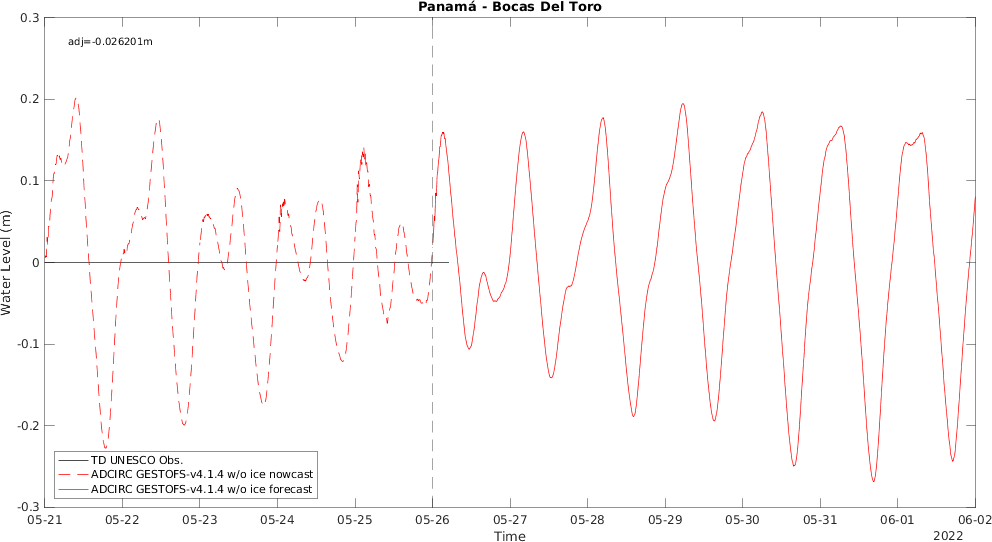 Panamá - Bocas Del Toro
adj=-0.026201m
0.3
0.2
0.1
0
-0.1
-0.2
-0.3
Water Level (m)
TD UNESCO Obs.
ADCIRC GESTOFS-v4.1.4 w/o ice nowcast
ADCIRC GESTOFS-v4.1.4 w/o ice forecast
05-21 05-22 05-23 05-24 05-25 05-26 05-27 05-28 05-29 05-30 05-31 06-01 06-02
Time
2022